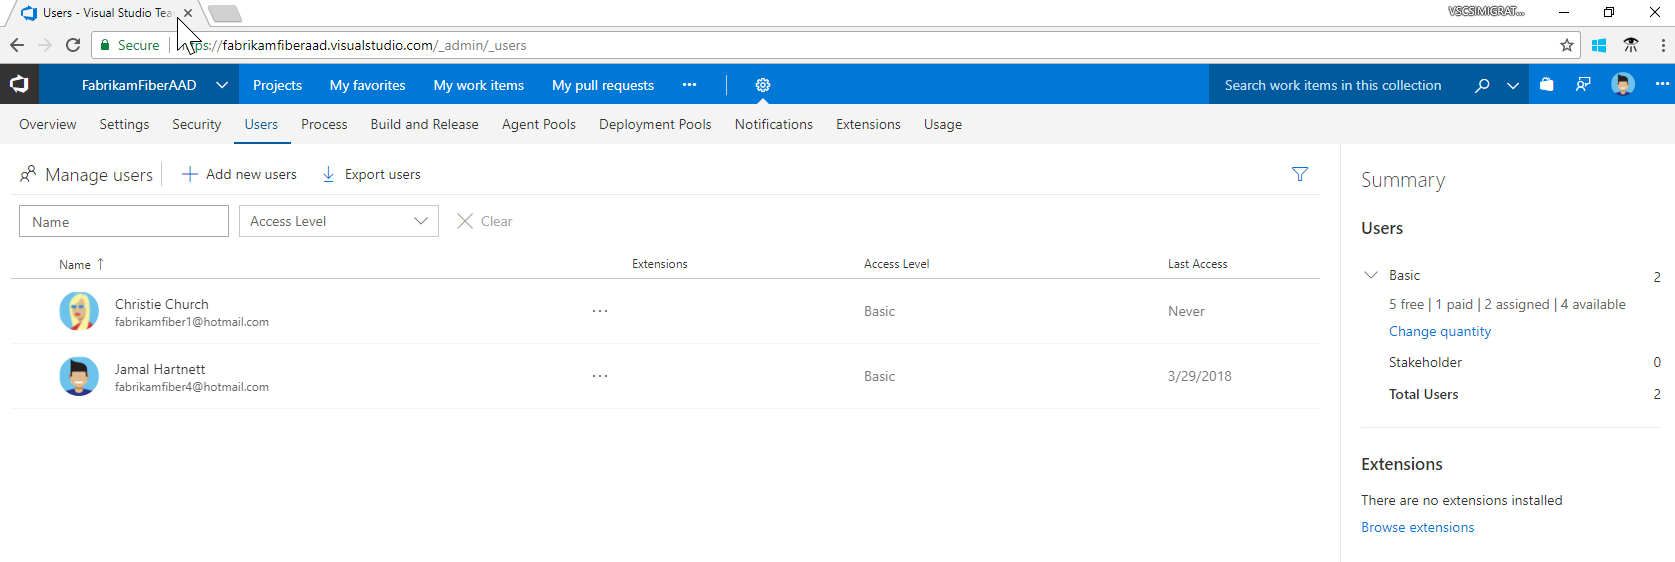 Users - Visual Studio Tea
VSCSIMIGRAT...
Secure
://fabrikamfiberaad.visualstudio.com/_admin/_users
FabrikamFiberAAD Projects My favorites My work items My pull requests ... Search work items in this collection ...
Overview Settings Security Users Process Build and Release Agent Pools Deployment Pools Notifications Extensions Usage
Manage users Add new users Export users
Name Access Level Clear
Name Extensions Access Level Last Access
Christie Church
fabrikamfiber1@hotmail.com
... Basic Never
Jamal Hartnett
fabrikamfiber4@hotmail.com
... Basic 3/29/2018
Summary
Users
Basic 2
5 free | 1 paid | 2 assigned | 4 available
Change quantity
Stakeholder 0
Total Users 2
Extensions
There are no extensions installed
Browse extensions